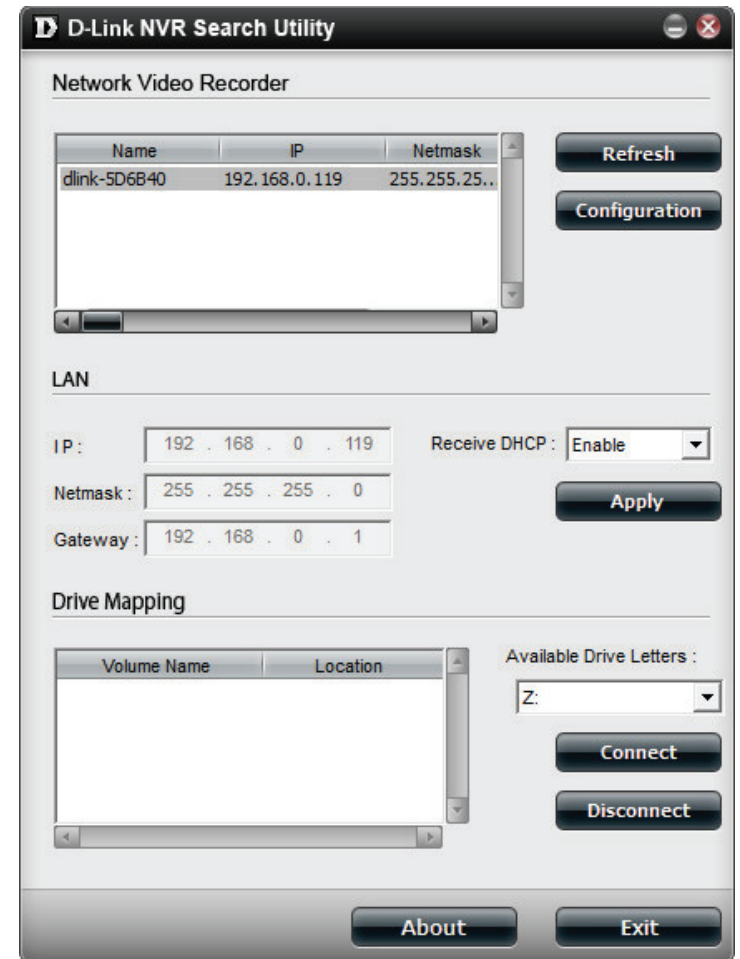 D-Link NVR Search Utility
Network Video Recorder
Name IP Netmask
dlink-5D6B40 192.168.0.119 255.255.25...
Refresh
Configuration
LAN
IP: 192 . 168 . 0 . 119
Receive DHCP : Enable
Netmask : 255 . 255 . 255 . 0
Apply
Gateway : 192 . 168 . 0 . 1
Drive Mapping
Volume Name Location
Available Drive Letters :
Z:
Connect
Disconnect
About Exit